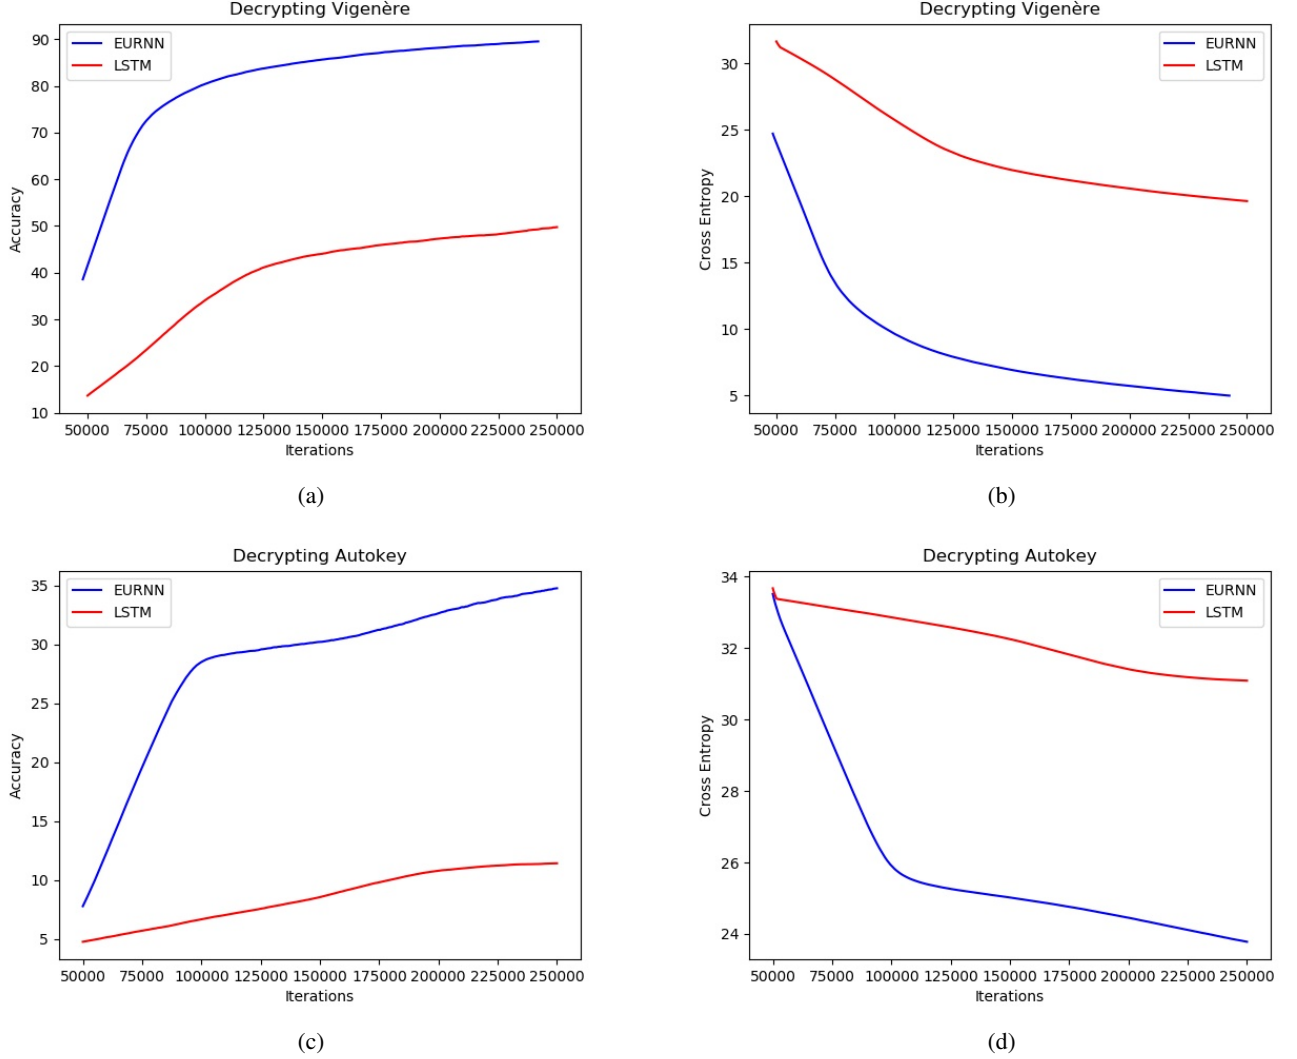 Decrypting Vigenère
EURNN
LSTM
90
80
70
60
50
40
30
20
10
Accuracy
50000 75000 100000 125000 150000 175000 200000 225000 250000
Iterations
(a)
Decrypting Vigenère
EURNN
LSTM
30
25
20
15
10
5
Cross Entropy
50000 75000 100000 125000 150000 175000 200000 225000 250000
Iterations
(b)
Decrypting Autokey
EURNN
LSTM
35
30
25
20
15
10
5
Accuracy
50000 75000 100000 125000 150000 175000 200000 225000 250000
Iterations
(c)
Decrypting Autokey
EURNN
LSTM
34
32
30
28
26
24
Cross Entropy
50000 75000 100000 125000 150000 175000 200000 225000 250000
Iterations
(d)